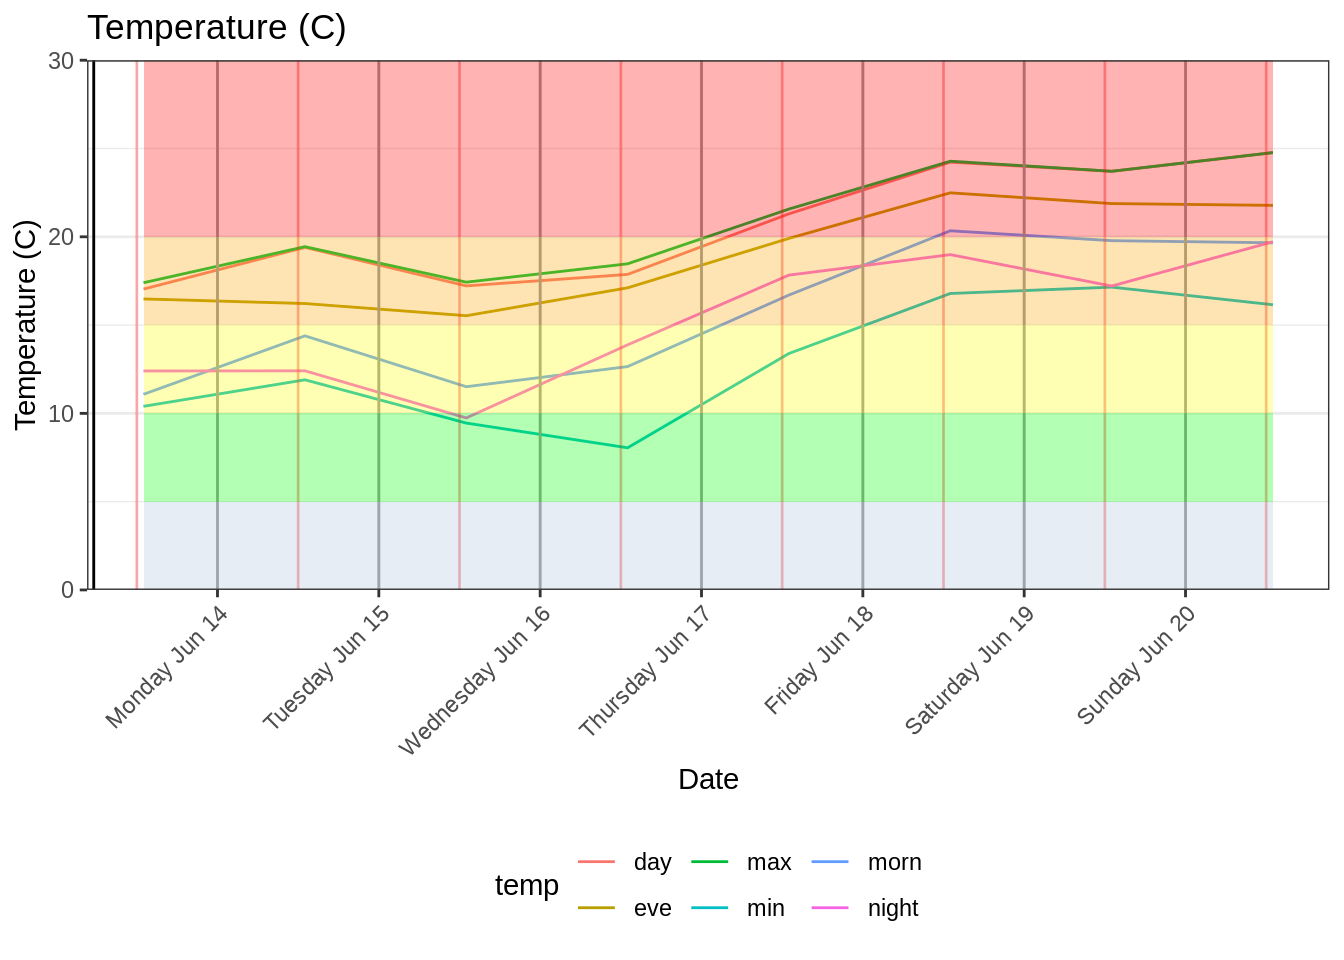 Temperature (C)
Temperature (C)
30
20
10
0
Monday Jun 14
Tuesday Jun 15
Wednesday Jun 16
Thursday Jun 17
Friday Jun 18
Saturday Jun 19
Sunday Jun 20
Date
temp
day
max
morn
eve
min
night